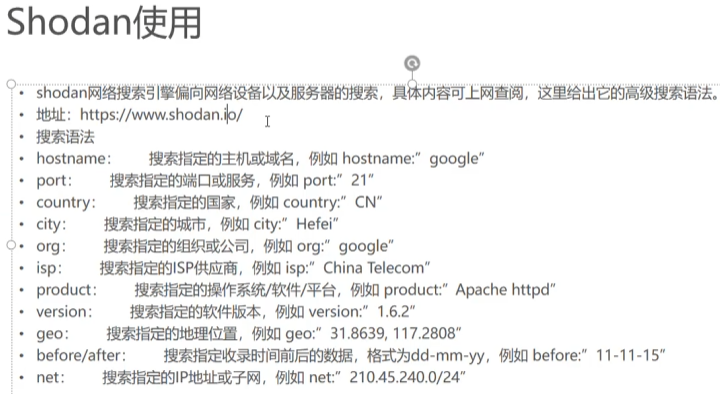 Shodan使用
• shodan网络搜索引擎偏向网络设备以及服务器的搜索，具体内容可上网查阅，这里给出它的高级搜索语法。
• 地址：https://www.shodan.io/
• 搜索语法
• hostname： 搜索指定的主机或域名，例如 hostname:”google”
• port： 搜索指定的端口或服务，例如 port:”21”
• country： 搜索指定的国家，例如 country:”CN”
• city： 搜索指定的城市，例如 city:”Hefei”
• org： 搜索指定的组织或公司，例如 org:”google”
• isp： 搜索指定的ISP供应商，例如 isp:”China Telecom”
• product： 搜索指定的操作系统/软件/平台，例如 product:”Apache httpd”
• version： 搜索指定的软件版本，例如 version:”1.6.2”
• geo： 搜索指定的地理位置，例如 geo:”31.8639, 117.2808”
• before/after： 搜索指定收录时间前后的数据，格式为dd-mm-yy，例如 before:”11-11-15”
• net： 搜索指定的IP地址或子网，例如 net:”210.45.240.0/24”